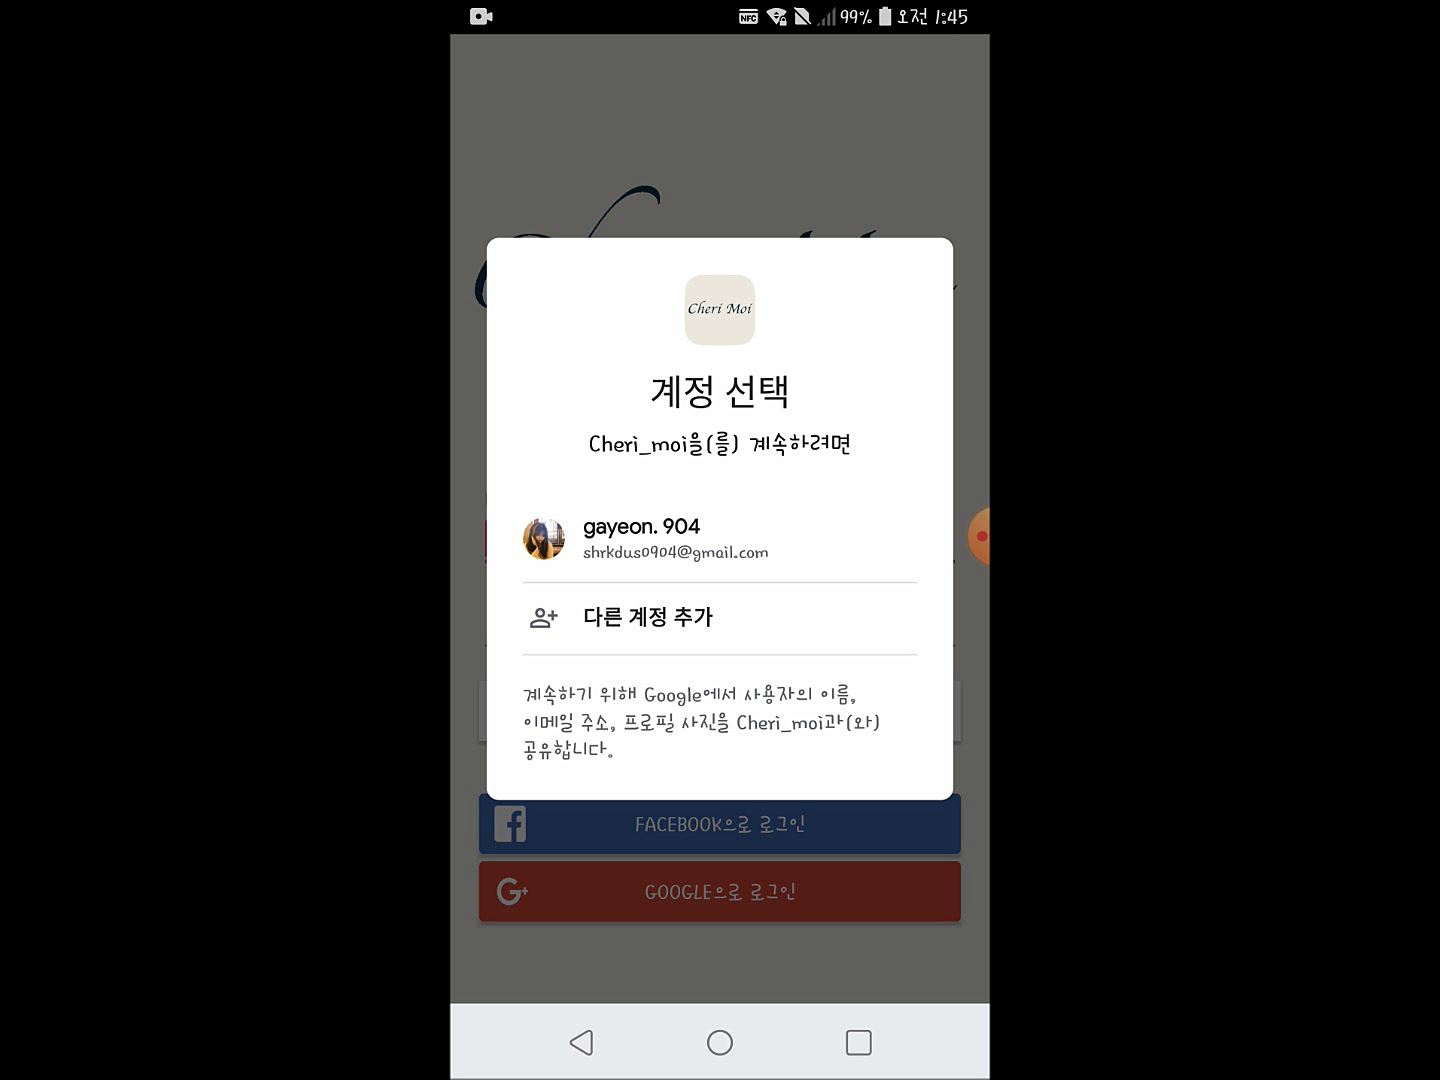 NFC 99% 오전 1:45
Cheri Moi
계정 선택
Cheri_moi을(를) 계속하려면
gayeon. 904
shrkdus0904@gmail.com
다른 계정 추가
계속하기 위해 Google에서 사용자의 이름,
이메일 주소, 프로필 사진을 Cheri_moi과(와)
공유합니다.
FACEBOOK으로 로그인
G+ GOOGLE으로 로그인